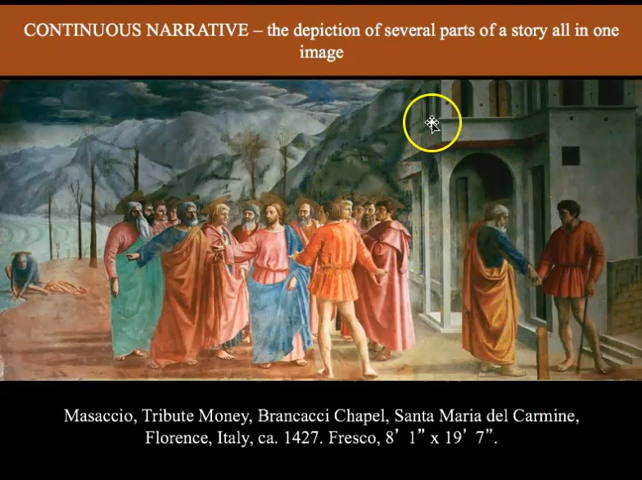 CONTINUOUS NARRATIVE – the depiction of several parts of a story all in one
image
Masaccio, Tribute Money, Brancacci Chapel, Santa Maria del Carmine,
Florence, Italy, ca. 1427. Fresco, 8’ 1” x 19’ 7”.